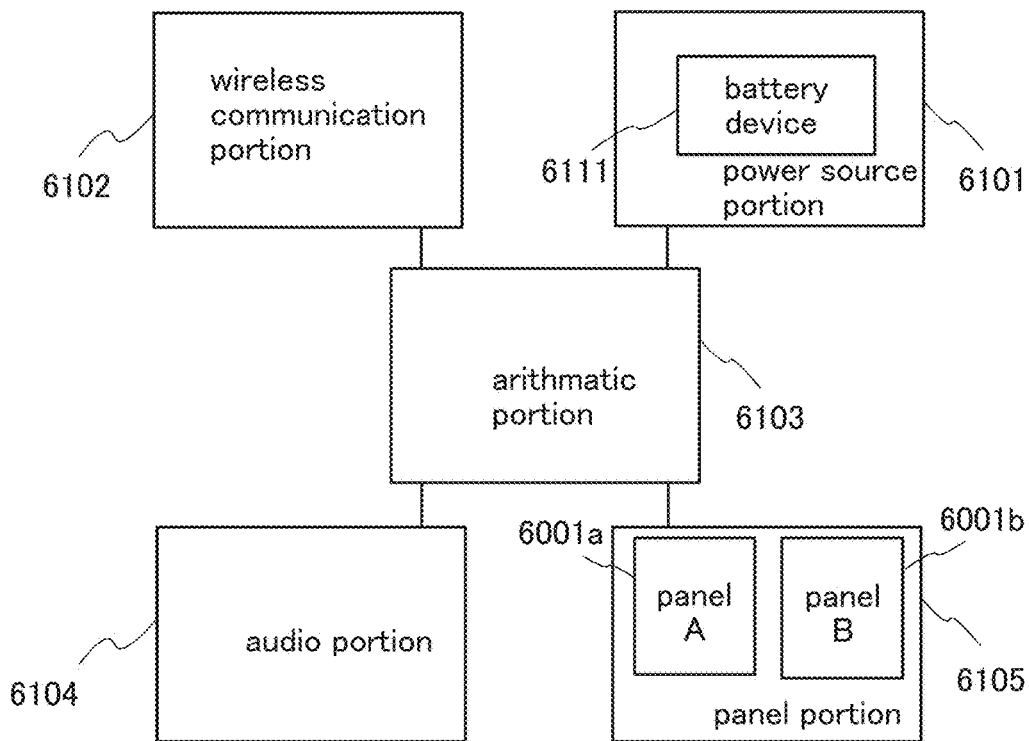 wireless
communication
portion
6102
battery
device
6111
power source
portion
6101
arithmatic
portion
6103
6001a
6001b
panel
A
panel
B
audio portion
6104
6105
panel portion